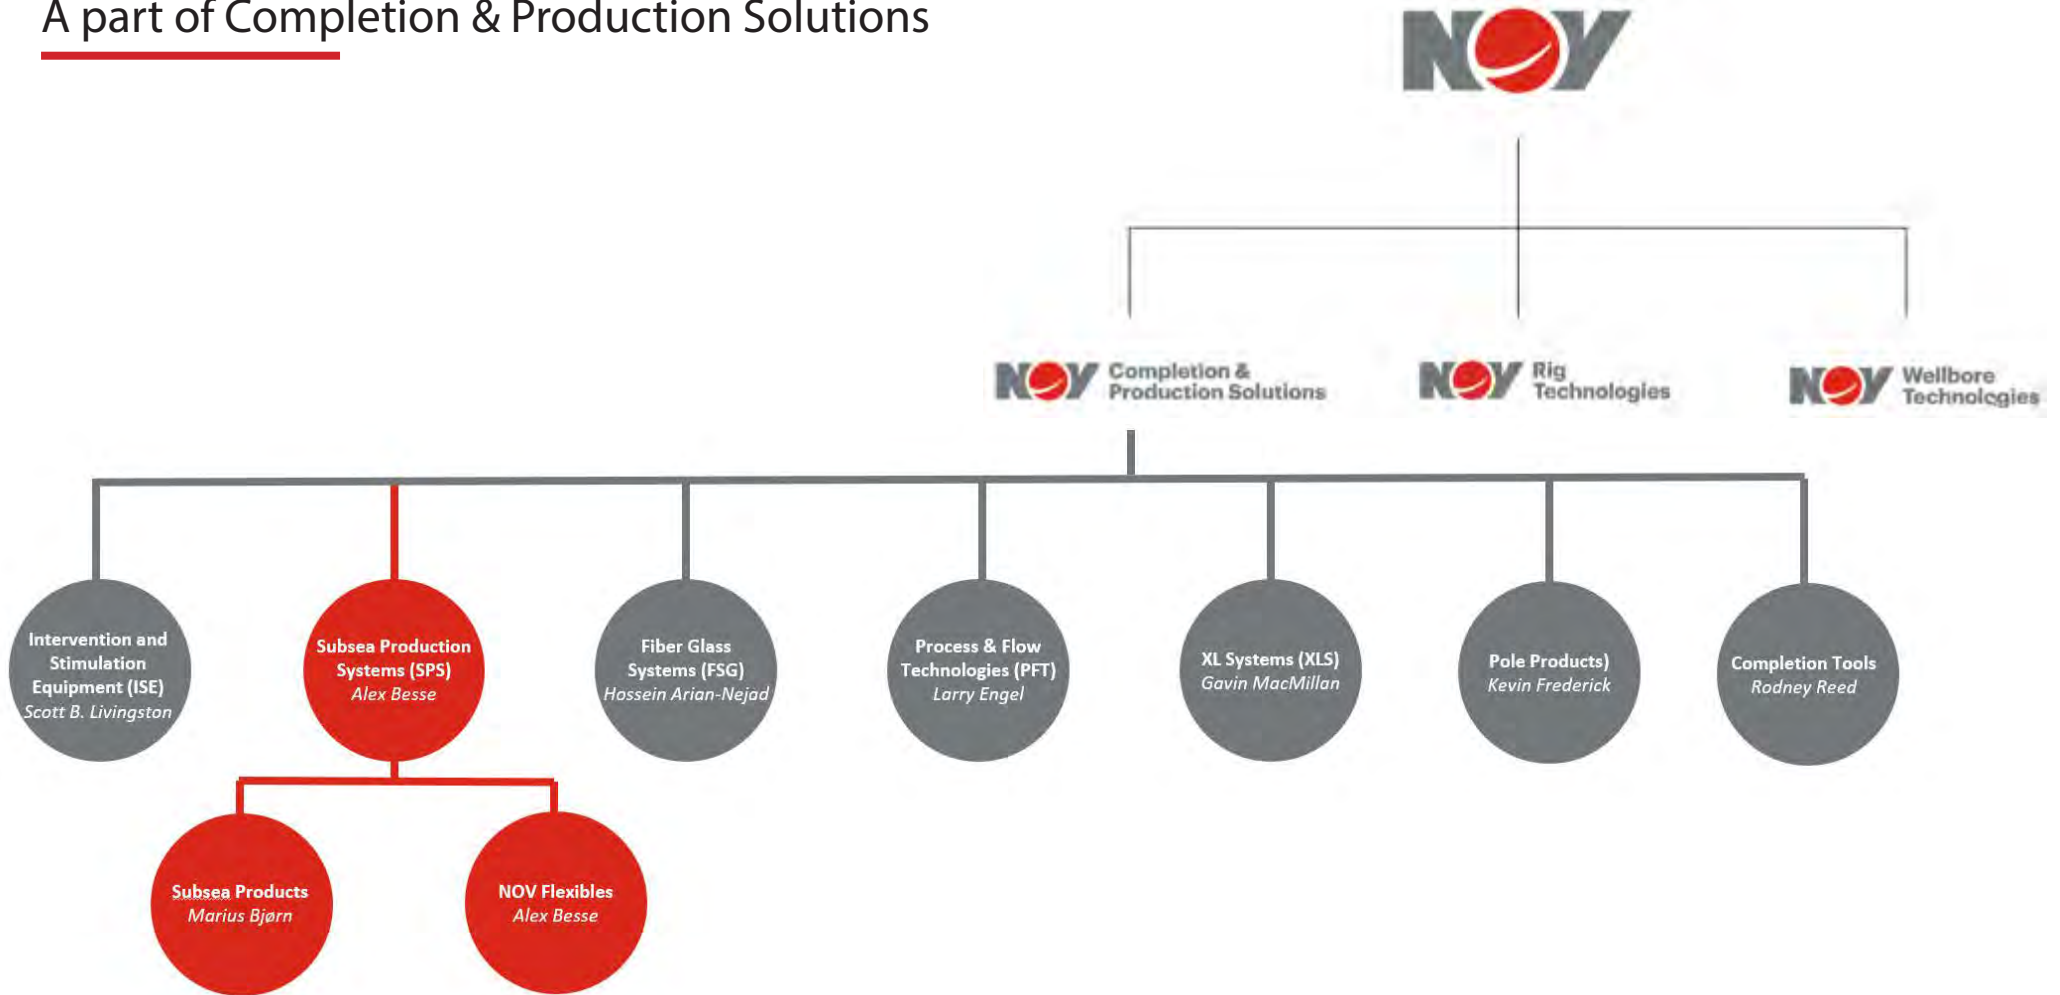 A part of Completion & Production Solutions
NOV
NOV Completion &
Production Solutions
NOV Rig
Technologies
NOV Wellbore
Technologies
Intervention and
Stimulation
Equipment (ISE)
Scott B. Livingston
Subsea Production
Systems (SPS)
Alex Besse
Fiber Glass
Systems (FSG)
Hossein Arian-Nejad
Process & Flow
Technologies (PFT)
Larry Engel
XL Systems (XLS)
Gavin MacMillan
Pole Products)
Kevin Frederick
Completion Tools
Rodney Reed
Subsea Products
Marius Bjørn
NOV Flexibles
Alex Besse